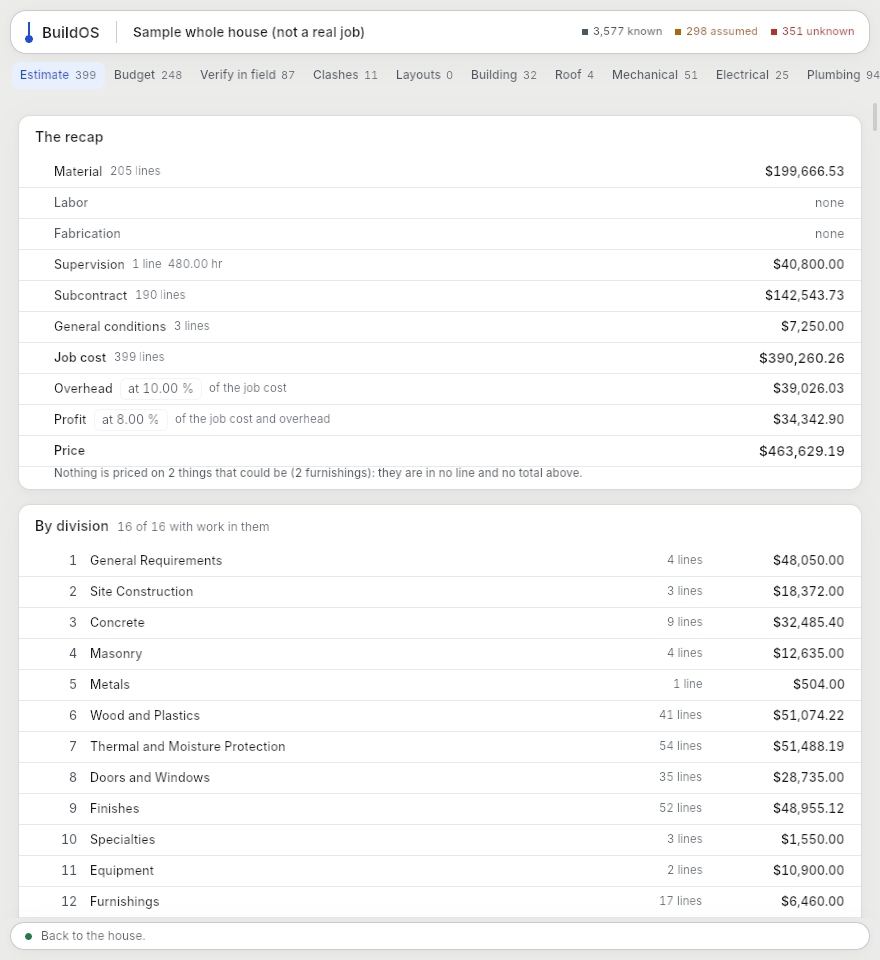 BuildOS Sample whole house (not a real job) 3,577 known 298 assumed 351 unknown
Estimate 399 Budget 248 Verify in field 87 Clashes 11 Layouts 0 Building 32 Roof 4 Mechanical 51 Electrical 25 Plumbing 94
The recap
Material 205 lines $199,666.53
Labor none
Fabrication none
Supervision 1 line 480.00 hr $40,800.00
Subcontract 190 lines $142,543.73
General conditions 3 lines $7,250.00
Job cost 399 lines $390,260.26
Overhead at 10.00 % of the job cost $39,026.03
Profit at 8.00 % of the job cost and overhead $34,342.90
Price $463,629.19
Nothing is priced on 2 things that could be (2 furnishings): they are in no line and no total above.
By division 16 of 16 with work in them
1 General Requirements 4 lines $48,050.00
2 Site Construction 3 lines $18,372.00
3 Concrete 9 lines $32,485.40
4 Masonry 4 lines $12,635.00
5 Metals 1 line $504.00
6 Wood and Plastics 41 lines $51,074.22
7 Thermal and Moisture Protection 54 lines $51,488.19
8 Doors and Windows 35 lines $28,735.00
9 Finishes 52 lines $48,955.12
10 Specialties 3 lines $1,550.00
11 Equipment 2 lines $10,900.00
12 Furnishings 17 lines $6,460.00
Back to the house.